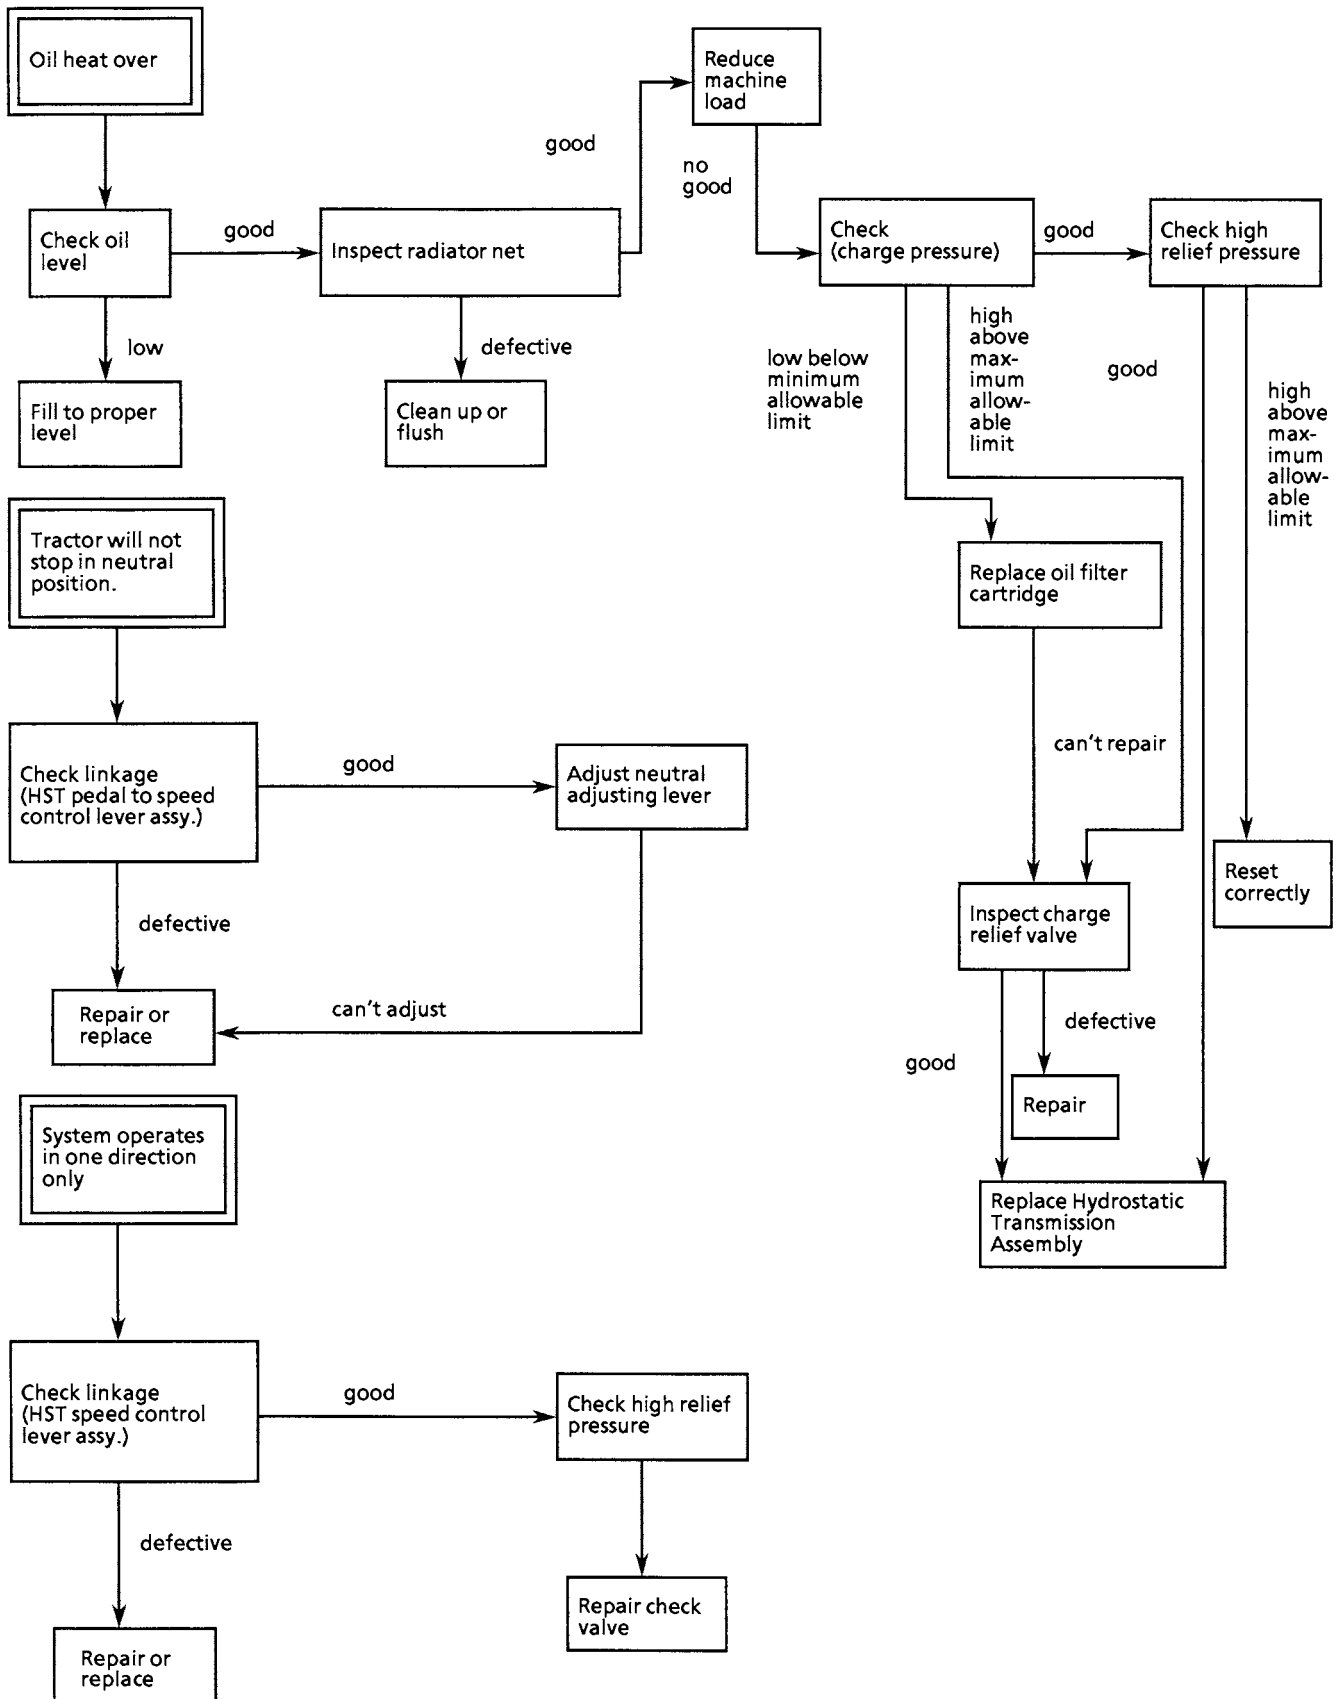 Oil heat over
Reduce
machine
load
good
no
good
Check oil
level
good
Inspect radiator net
Check
(charge pressure)
good
Check high
relief pressure
low
defective
low below
minimum
allowable
limit
high
above
max-
imum
allow-
able
limit
good
high
above
max-
imum
allow-
able
limit
Fill to proper
level
Clean up or
flush
Replace oil filter
cartridge
can't repair
Reset
correctly
Inspect charge
relief valve
good
defective
Repair
Replace Hydrostatic
Transmission
Assembly
Tractor will not
stop in neutral
position.
Check linkage
(HST pedal to speed
control lever assy.)
good
Adjust neutral
adjusting lever
defective
can't adjust
Repair or
replace
System operates
in one direction
only
Check linkage
(HST speed control
lever assy.)
good
Check high relief
pressure
defective
Repair check
valve
Repair or
replace